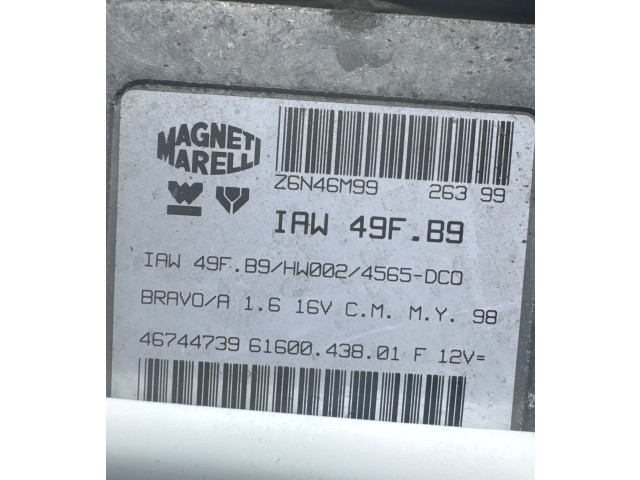 MAGNETI
MARELLI
Z6N46M99 263 99
IAW 49F.B9
IAW 49F.B9/HW002/4565-DC0
BRAVO/A 1.6 16V C.M. M.Y. 98
46744739 61600.438.01 F 12V=